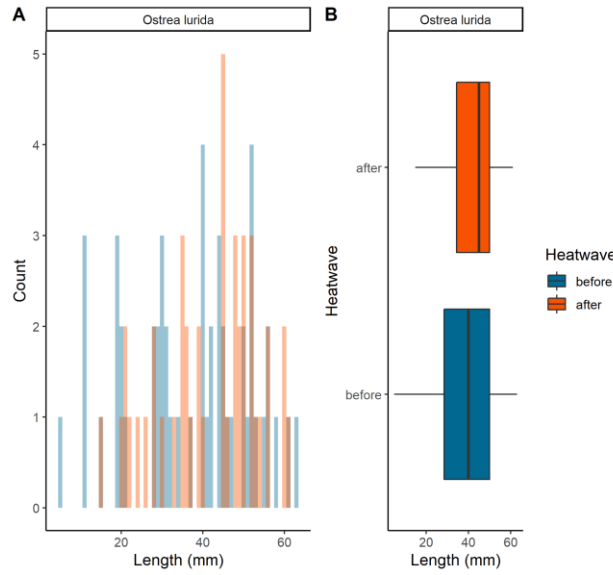 A
Ostrea lurida
Count
5
4
3
2
1
0
20 40 60
Length (mm)
B
Ostrea lurida
Heatwave
after
before
20 40 60
Length (mm)
Heatwave
before
after